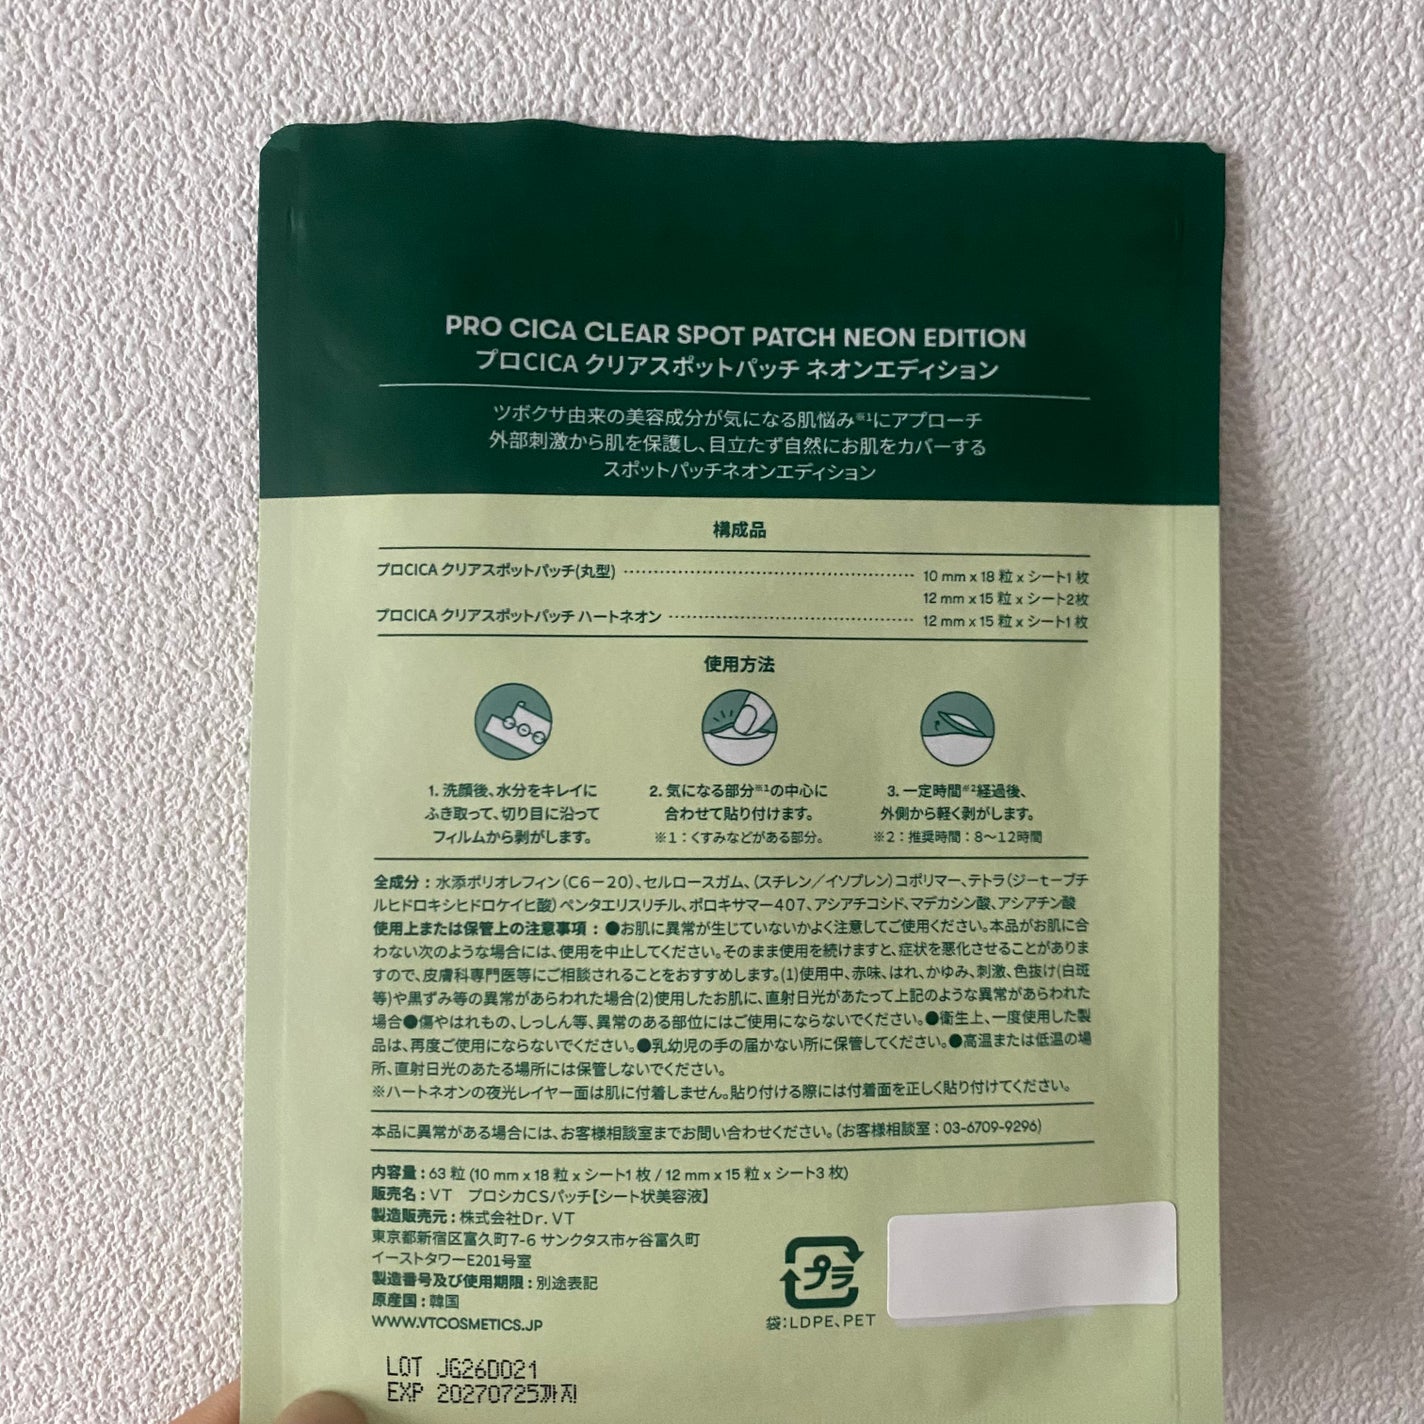 PRO CICA CLEAR SPOT PATCH NEON EDITION
プロCICA クリアスポットパッチ ネオンエディション
ツボクサ由来の美容成分が気になる肌悩み※1にアプローチ
外部刺激から肌を保護し、目立たず自然にお肌をカバーする
スポットパッチネオンエディション
構成品
プロCICA クリアスポットパッチ(丸型) 10 mm x 18 粒 x シート1 枚
12 mm x 15 粒 x シート2枚
プロCICA クリアスポットパッチ ハートネオン 12 mm x 15 粒 x シート1 枚
使用方法
1. 洗顔後、水分をキレイに
ふき取って、切り目に沿って
フィルムから剥がします。
2. 気になる部分※1の中心に
合わせて貼り付けます。
※1：くすみなどがある部分。
3. 一定時間※2経過後、
外側から軽く剥がします。
※2：推奨時間：8〜12時間
全成分：水添ポリオレフィン（C6－20）、セルロースガム、（スチレン／イソプレン）コポリマー、テトラ（ジーtーブチ
ルヒドロキシヒドロケイヒ酸）ペンタエリスリチル、ポロキサマー407、アシアチコシド、マデカシン酸、アシアチン酸
使用上または保管上の注意事項：●お肌に異常が生じていないかよく注意してご使用ください。本品がお肌に合
わない次のような場合には、使用を中止してください。そのまま使用を続けますと、症状を悪化させることがありま
すので、皮膚科専門医等にご相談されることをおすすめします。(1)使用中、赤味、はれ、かゆみ、刺激、色抜け(白斑
等)や黒ずみ等の異常があらわれた場合(2)使用したお肌に、直射日光があたって上記のような異常があらわれた
場合●傷やはれもの、しっしん等、異常のある部位にはご使用にならないでください。●衛生上、一度使用した製
品は、再度ご使用にならないでください。●乳幼児の手の届かない所に保管してください。●高温または低温の場
所、直射日光のあたる場所には保管しないでください。
※ハートネオンの夜光レイヤー面は肌に付着しません。貼り付ける際には付着面を正しく貼り付けてください。
本品に異常がある場合には、お客様相談室までお問い合わせください。（お客様相談室：03-6709-9296）
内容量：63 粒 (10 mm x 18 粒 x シート1 枚 / 12 mm x 15 粒 x シート3 枚)
販売名：VT　プロシカCSパッチ【シート状美容液】
製造販売元：株式会社Dr. VT
東京都新宿区富久町7-6 サンクタス市ヶ谷富久町
イーストタワーE201号室
製造番号及び使用期限：別途表記
原産国：韓国
WWW.VTCOSMETICS.JP
プラ
袋：LDPE、PET
LOT JG26D021
EXP 20270725까지